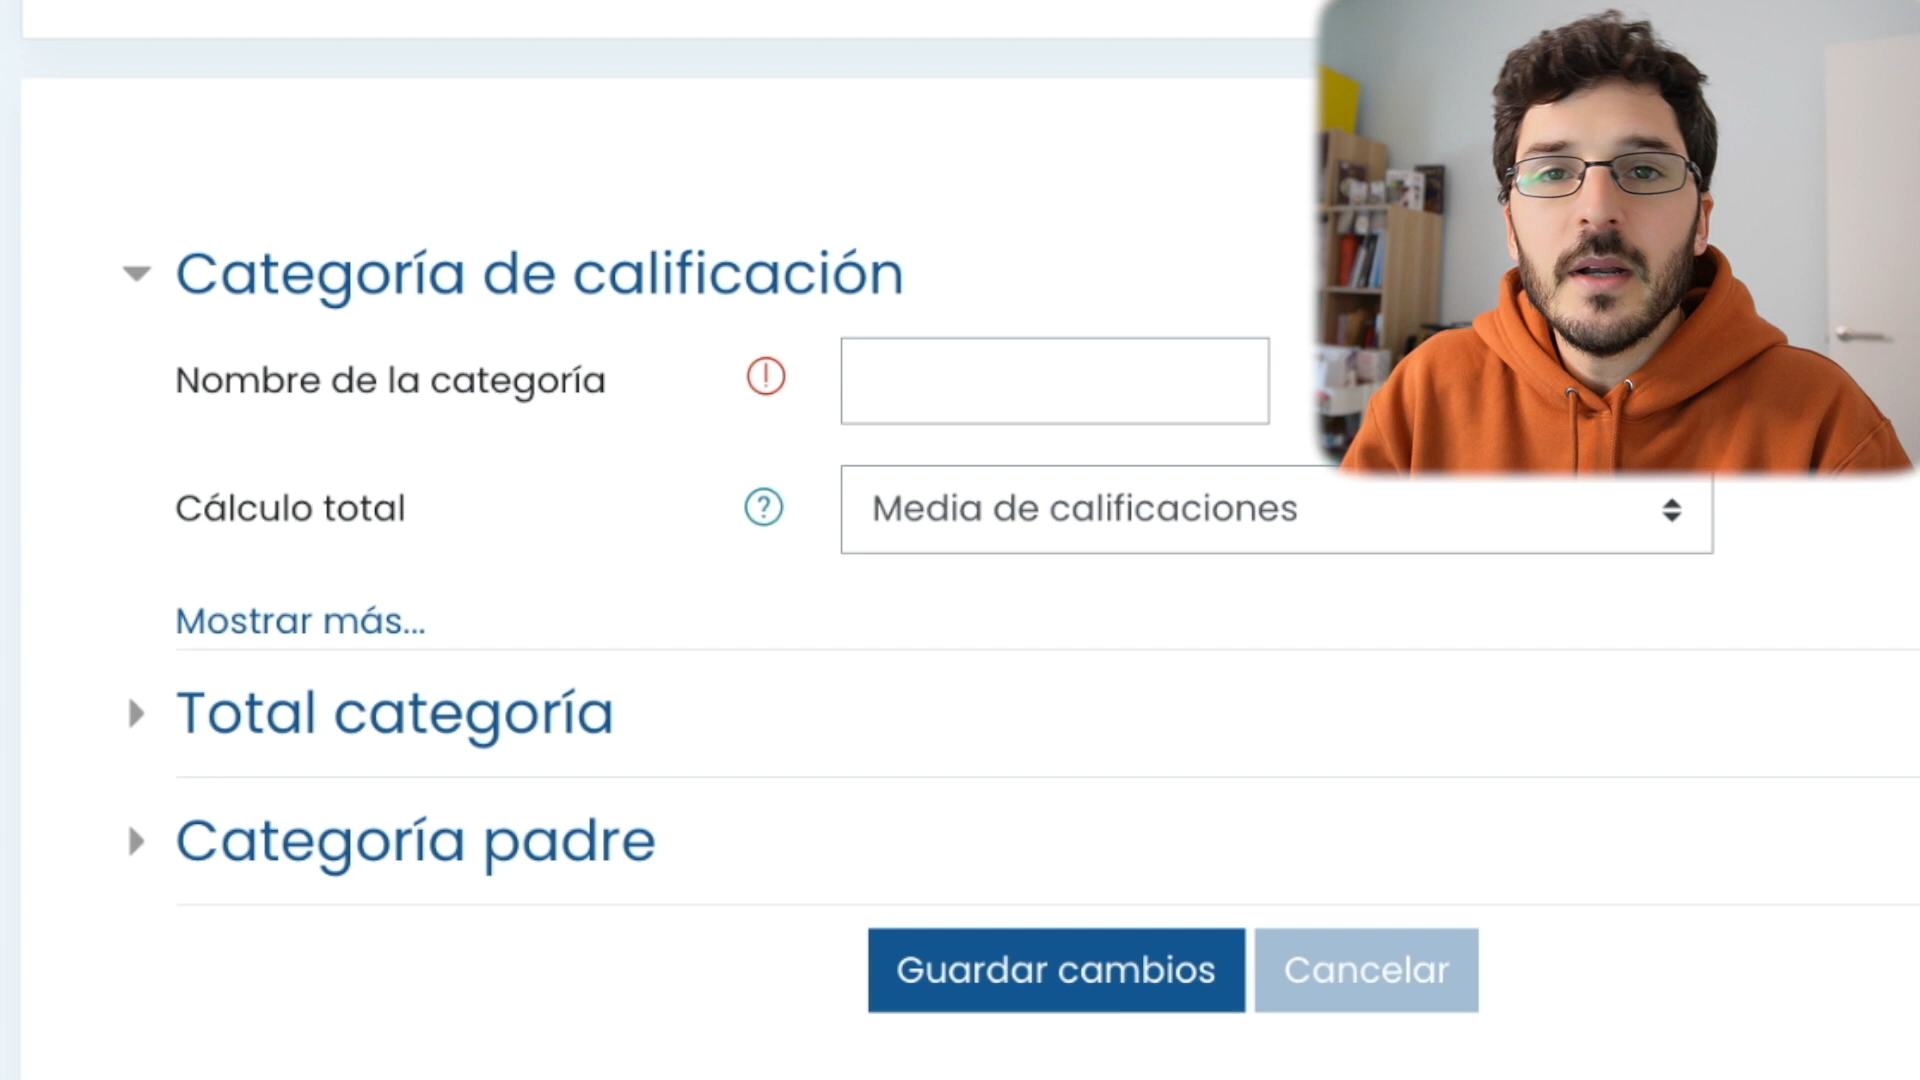 Categoría de calificación
Nombre de la categoría
Cálculo total
Media de calificaciones
Mostrar más...
Total categoría
Categoría padre
Guardar cambios
Cancelar